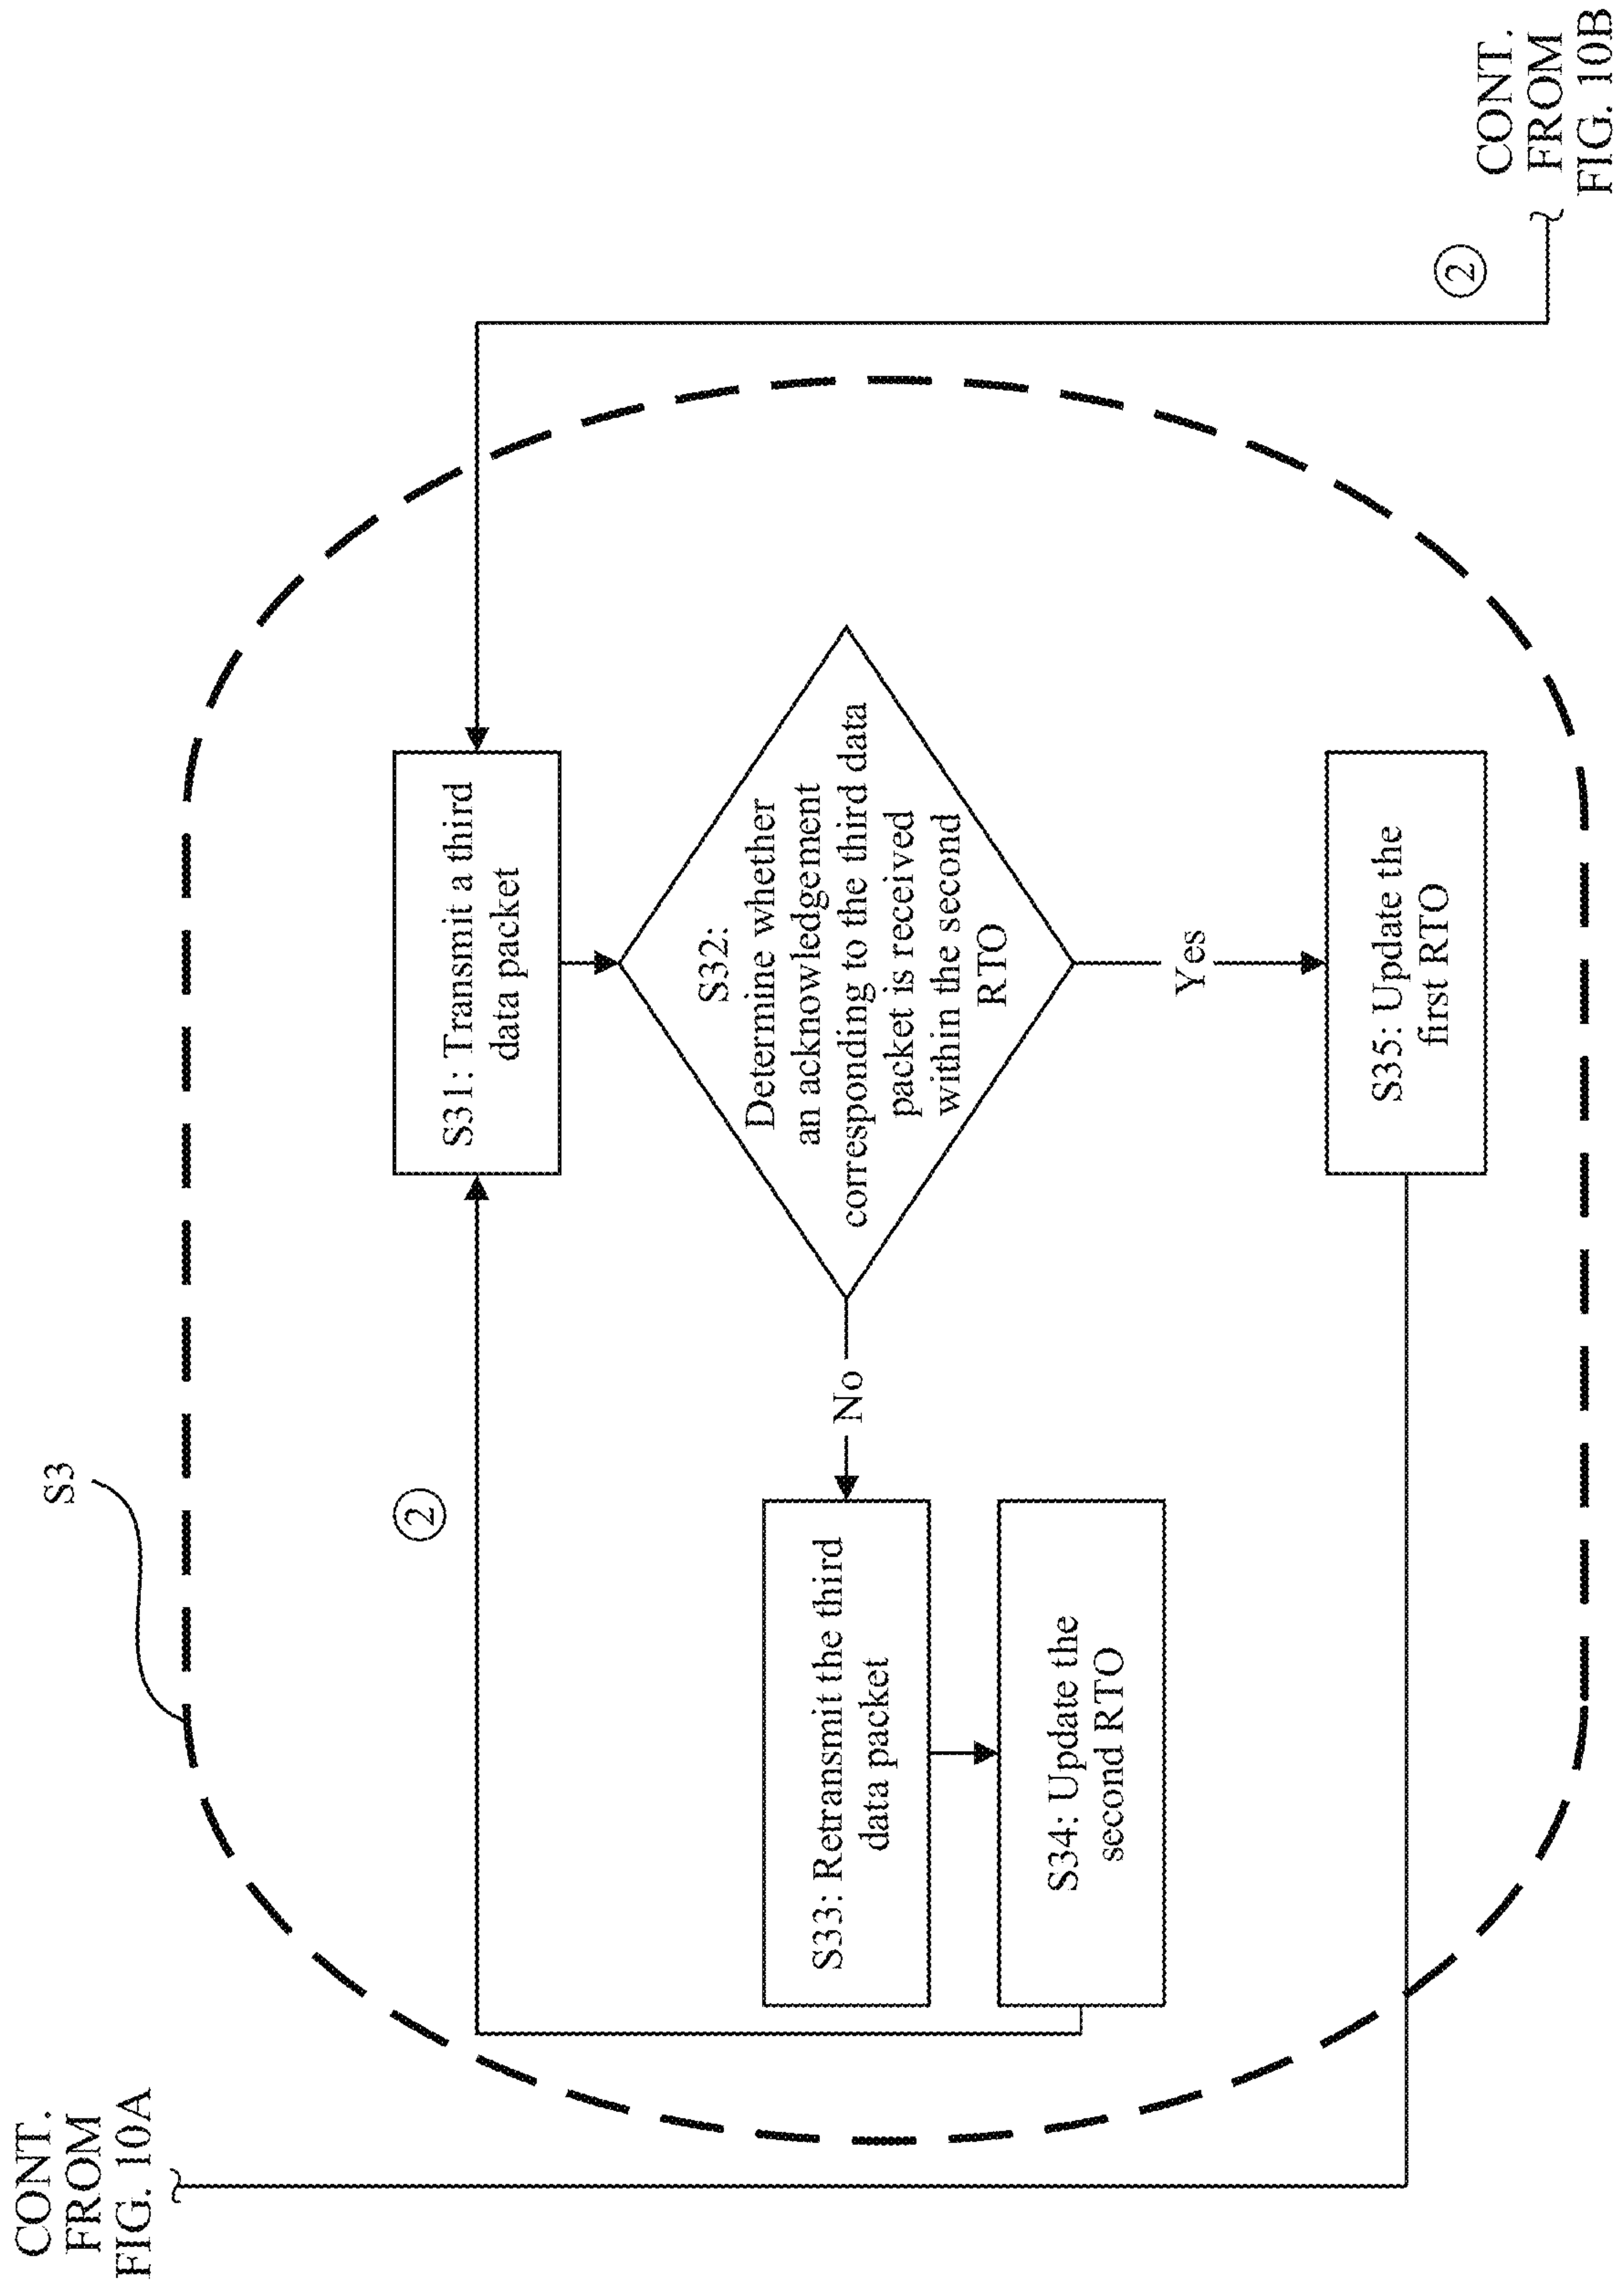 CONT.
FROM
FIG. 10A
S3
②
S31: Transmit a third
data packet
②
CONT.
FROM
FIG. 10B
S32:
Determine whether
an acknowledgement
corresponding to the third data
packet is received
within the second
RTO
No
Yes
S33: Retransmit the third
data packet
S34: Update the
second RTO
S35: Update the
first RTO